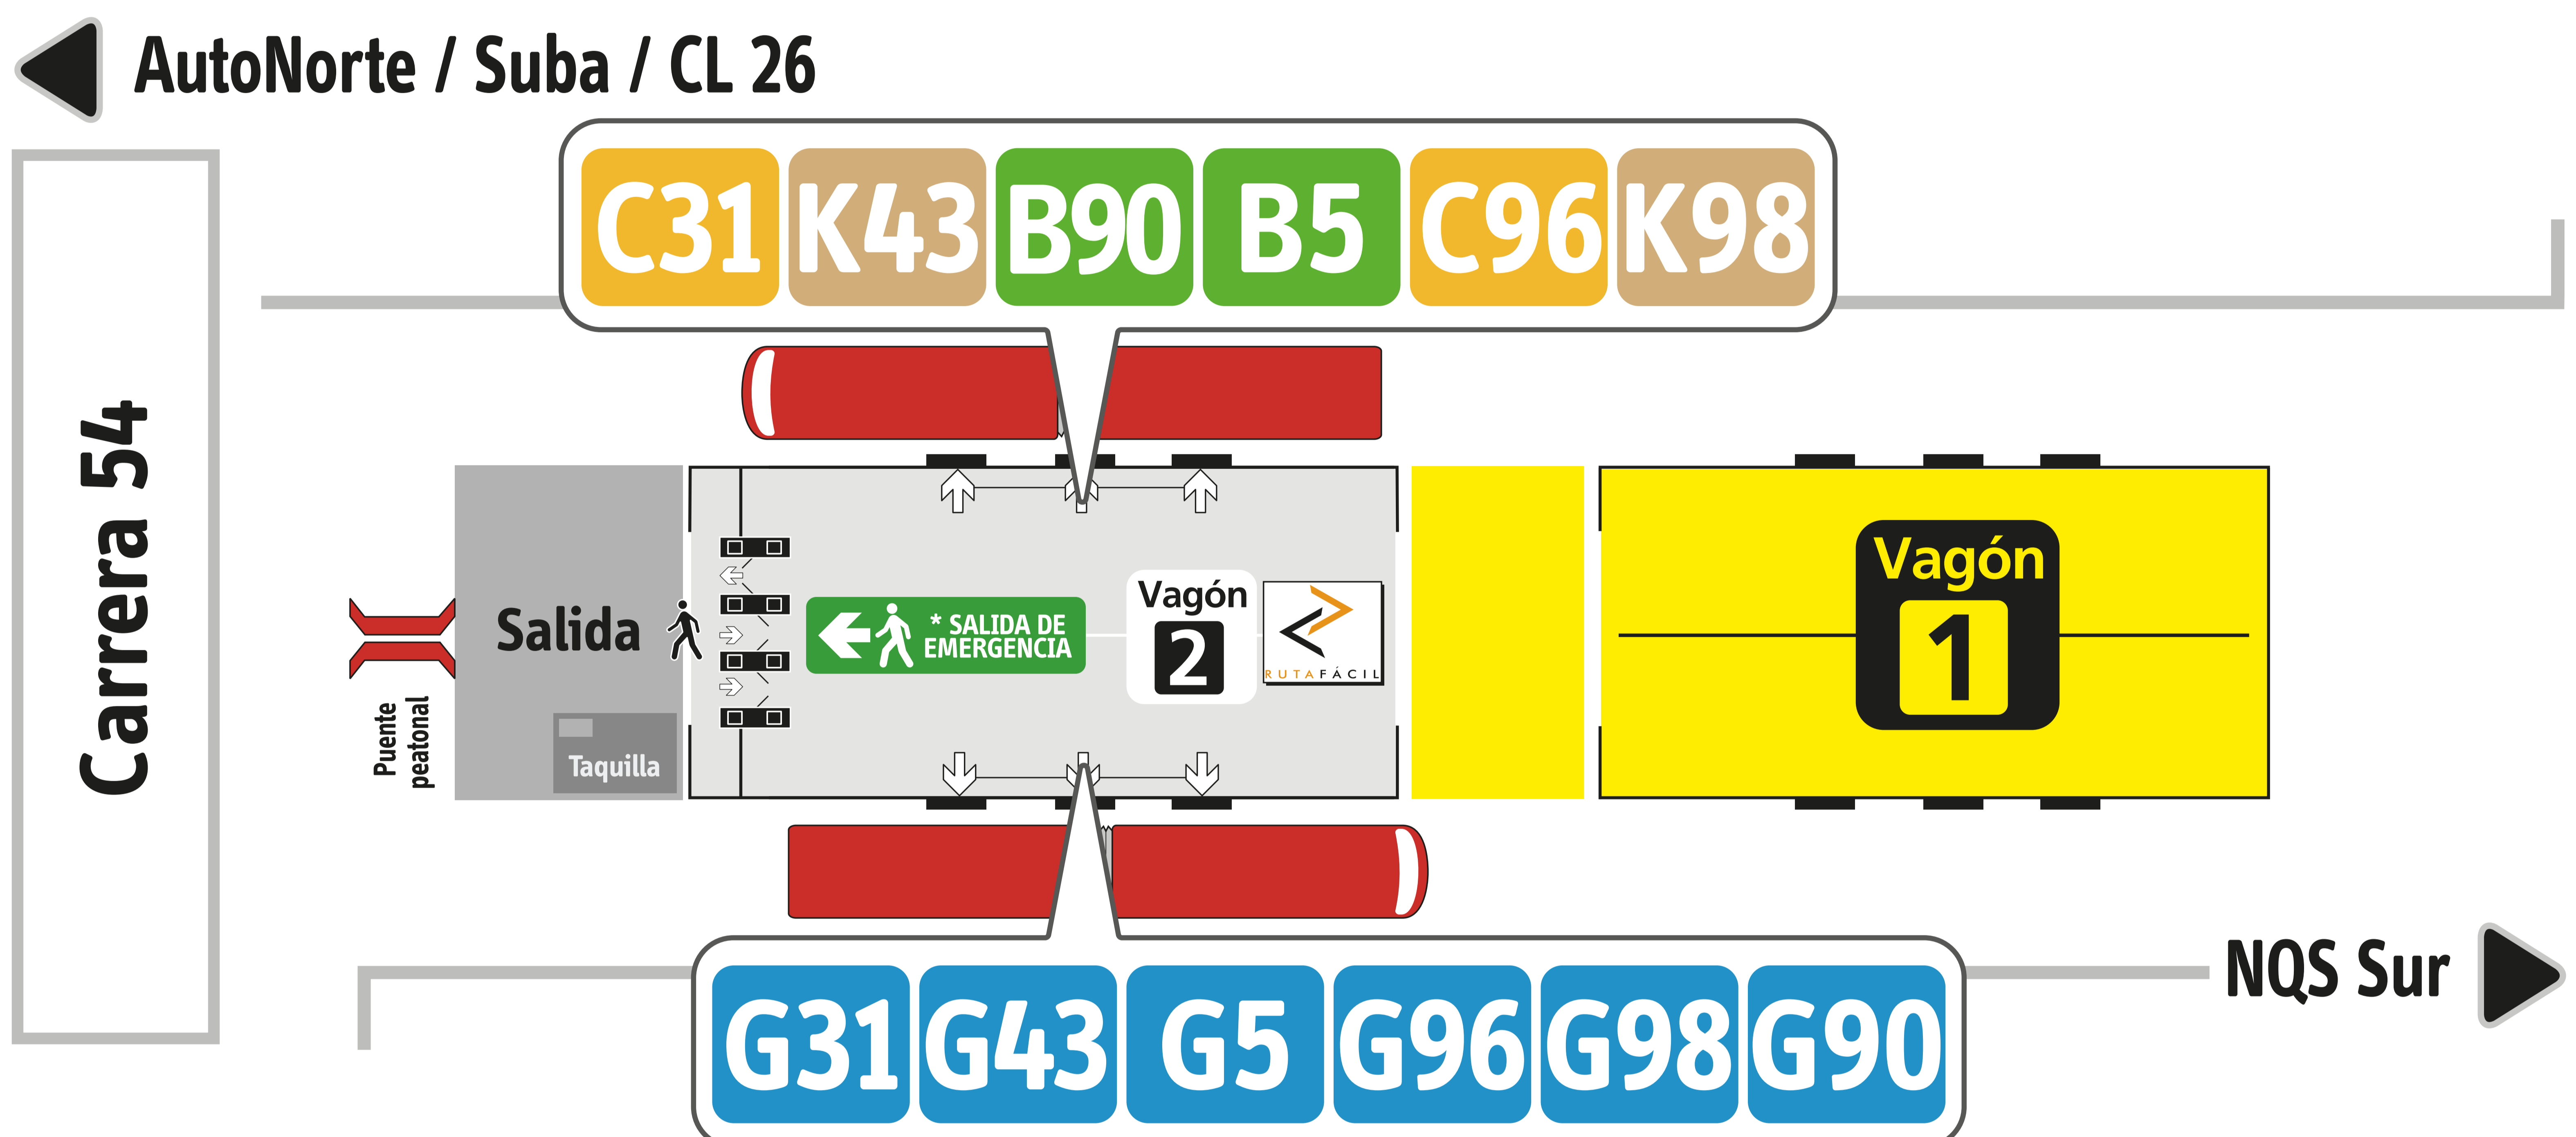 AutoNorte / Suba / CL 26
C31 K43 B90 B5 C96 K98
Carrera 54
Puente
peatonal
Salida
Taquilla
* SALIDA DE
EMERGENCIA
Vagón
2
RUTAFÁCIL
Vagón
1
NQS Sur
G31 G43 G5 G96 G98 G90